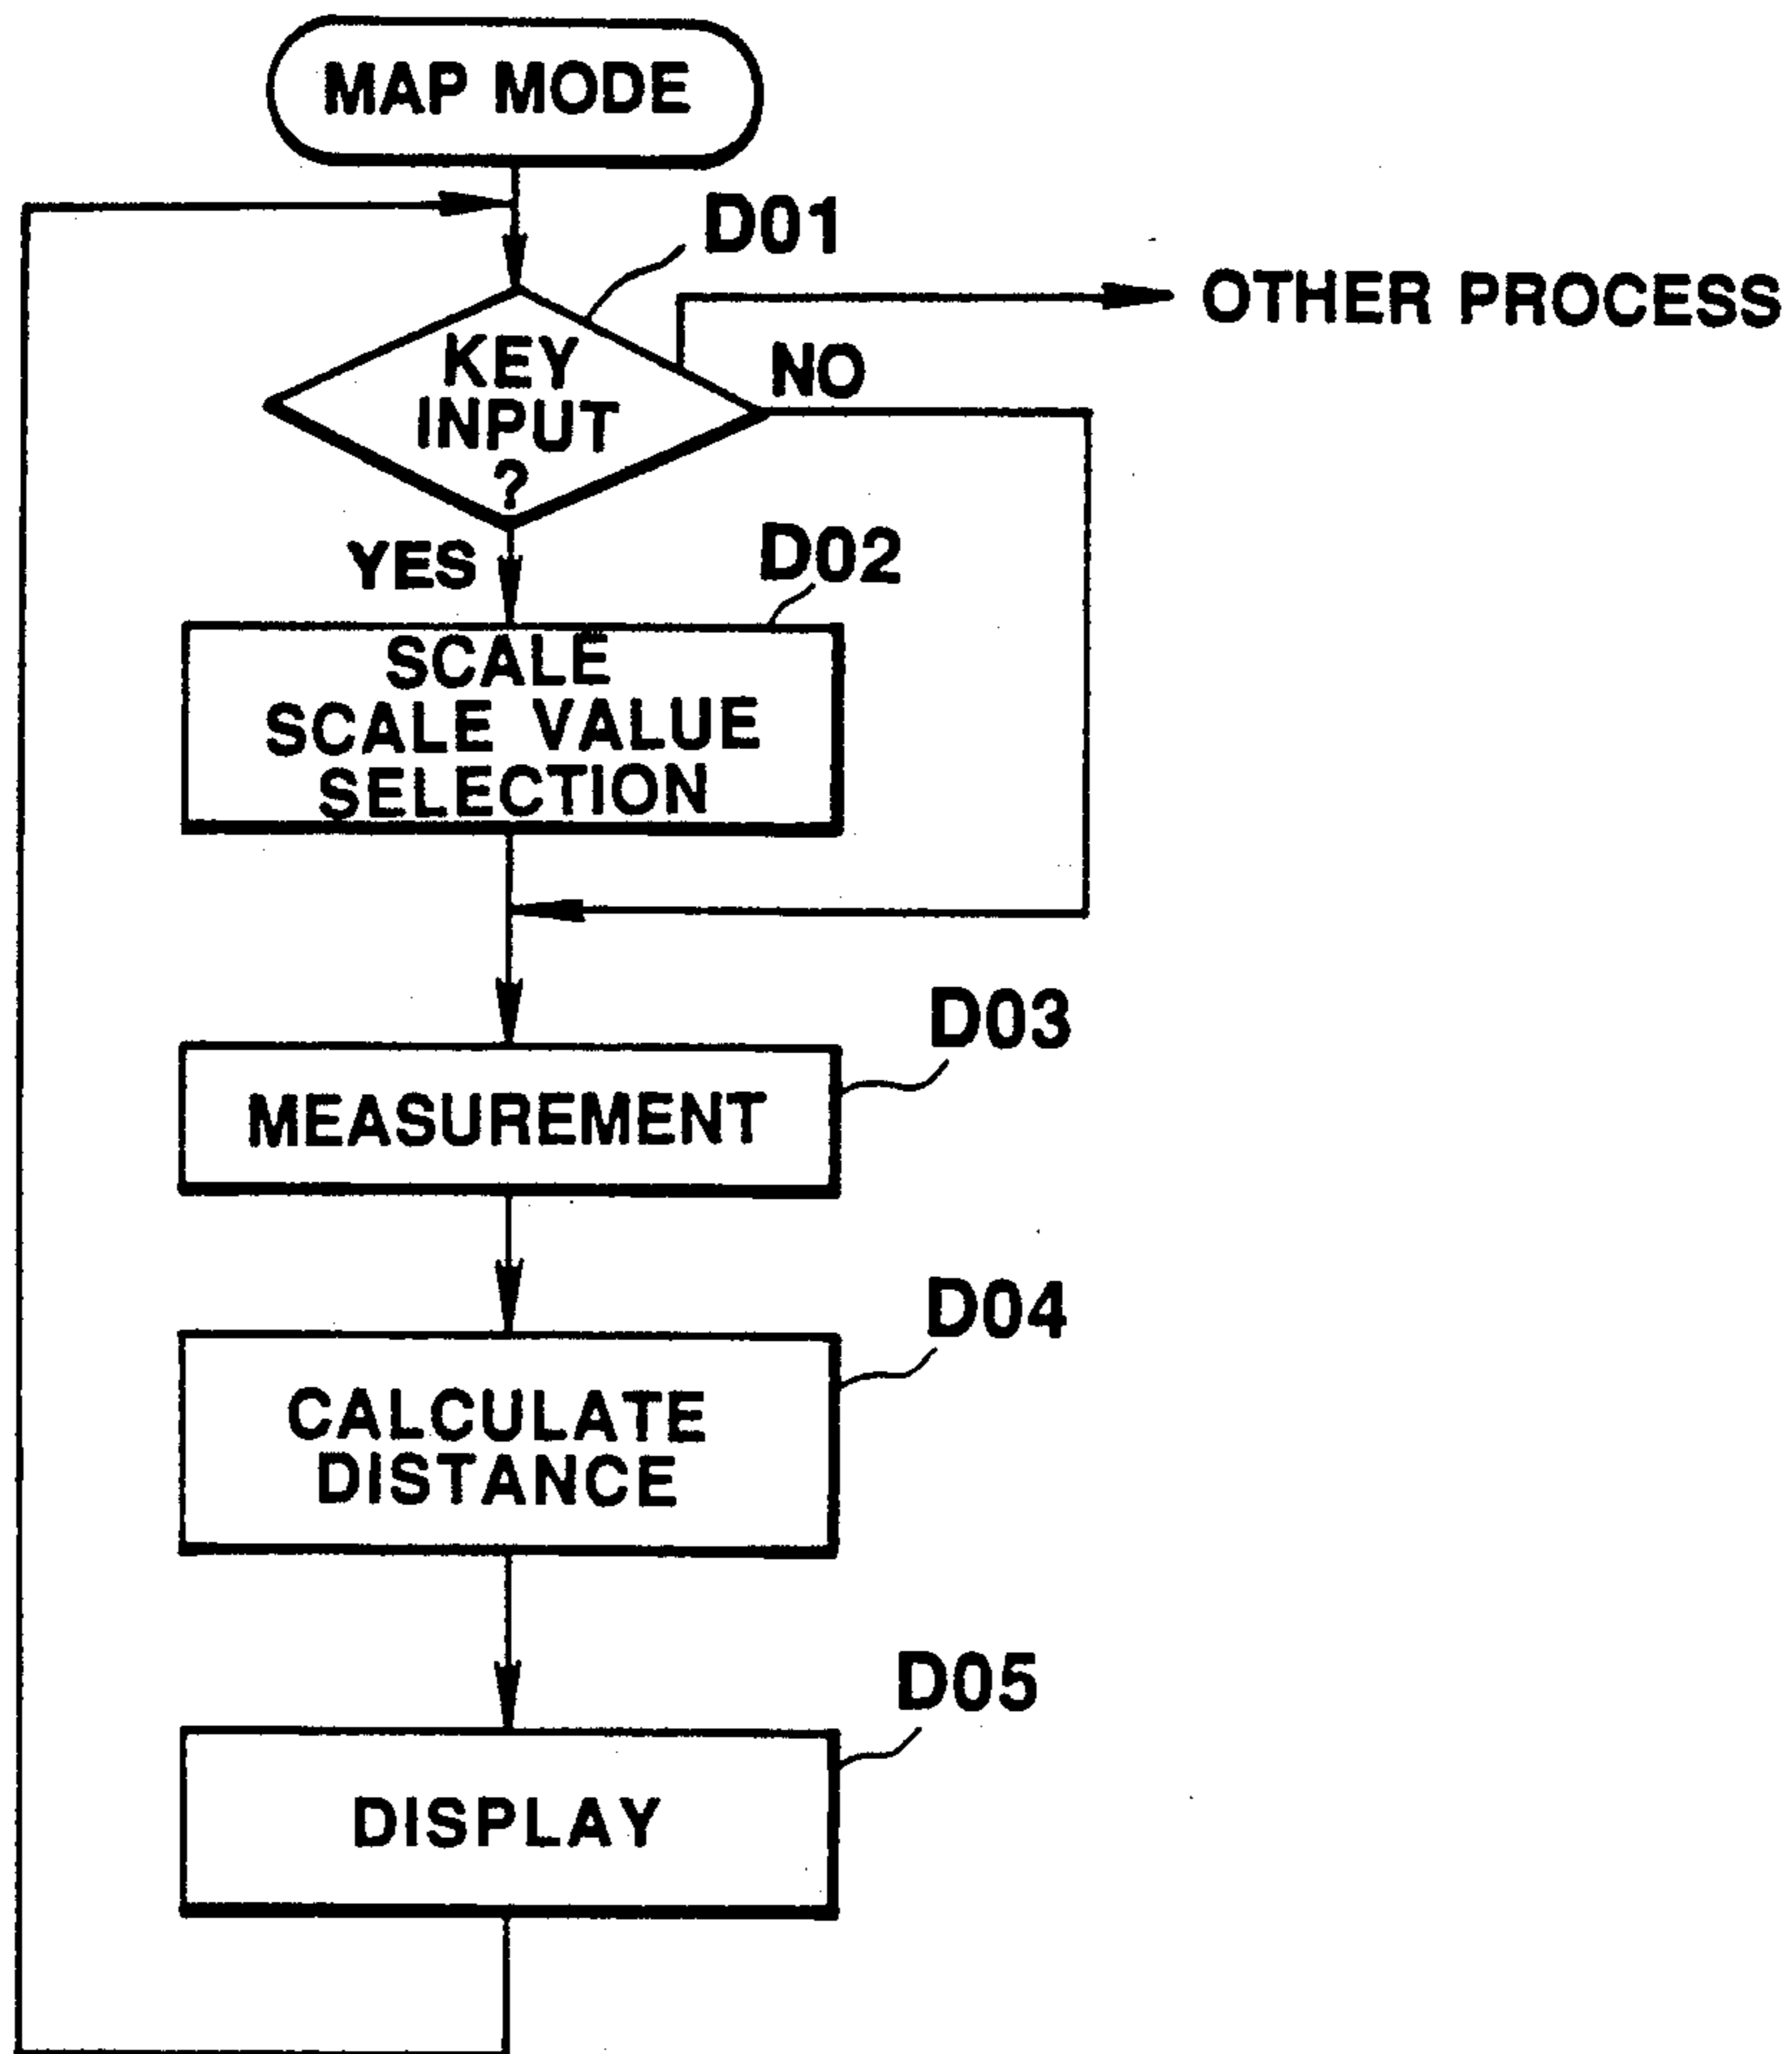 MAP MODE
D01
OTHER PROCESS
KEY
INPUT
?
NO
YES
D02
SCALE
SCALE VALUE
SELECTION
D03
MEASUREMENT
D04
CALCULATE
DISTANCE
D05
DISPLAY